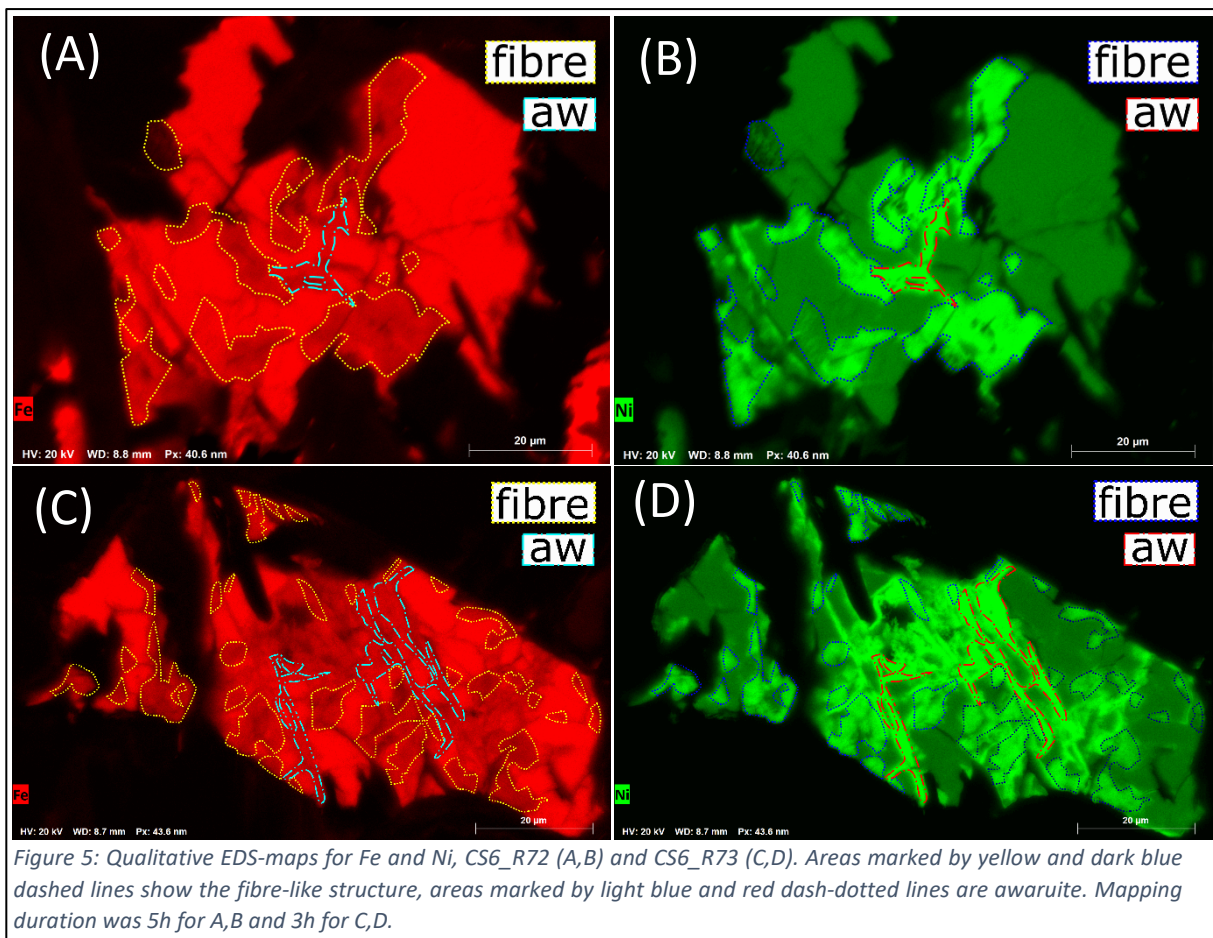 (A)
fibre
aw
Fe
HV: 20 kV WD: 8.8 mm Px: 40.6 nm
20 µm
(B)
fibre
aw
Ni
HV: 20 kV WD: 8.8 mm Px: 40.6 nm
20 µm
(C)
fibre
aw
Fe
HV: 20 kV WD: 8.7 mm Px: 43.6 nm
20 µm
(D)
fibre
aw
Ni
HV: 20 kV WD: 8.7 mm Px: 43.6 nm
20 µm
Figure 5: Qualitative EDS-maps for Fe and Ni, CS6_R72 (A,B) and CS6_R73 (C,D). Areas marked by yellow and dark blue
dashed lines show the fibre-like structure, areas marked by light blue and red dash-dotted lines are awaruite. Mapping
duration was 5h for A,B and 3h for C,D.